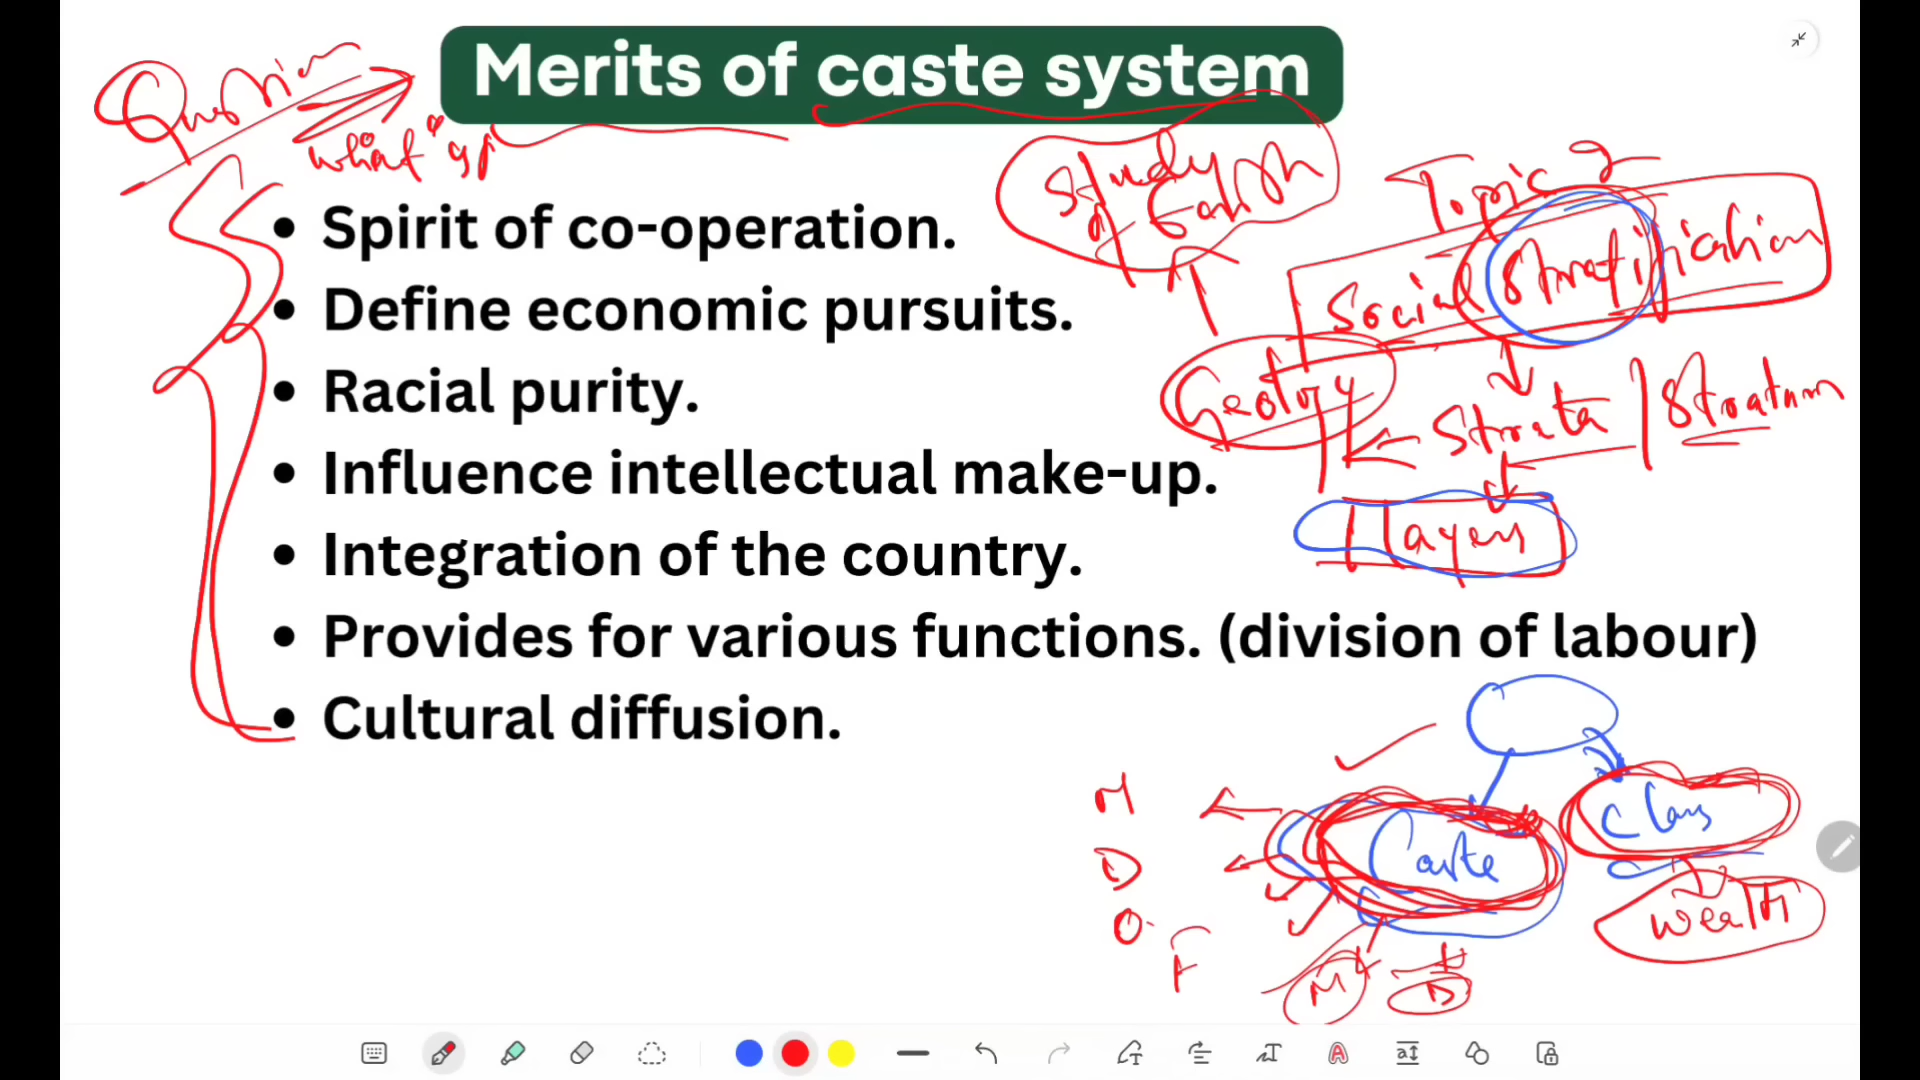 Merits of caste system
Question
what
Study
Earth
Topic 2
Social Stratification
• Spirit of co-operation.
• Define economic pursuits.
• Racial purity.
Strata | Stratum
• Influence intellectual make-up.
Layers
• Integration of the country.
• Provides for various functions. (division of labour)
• Cultural diffusion.
M
D
O
F
Caste
Class
Wealth
M
D